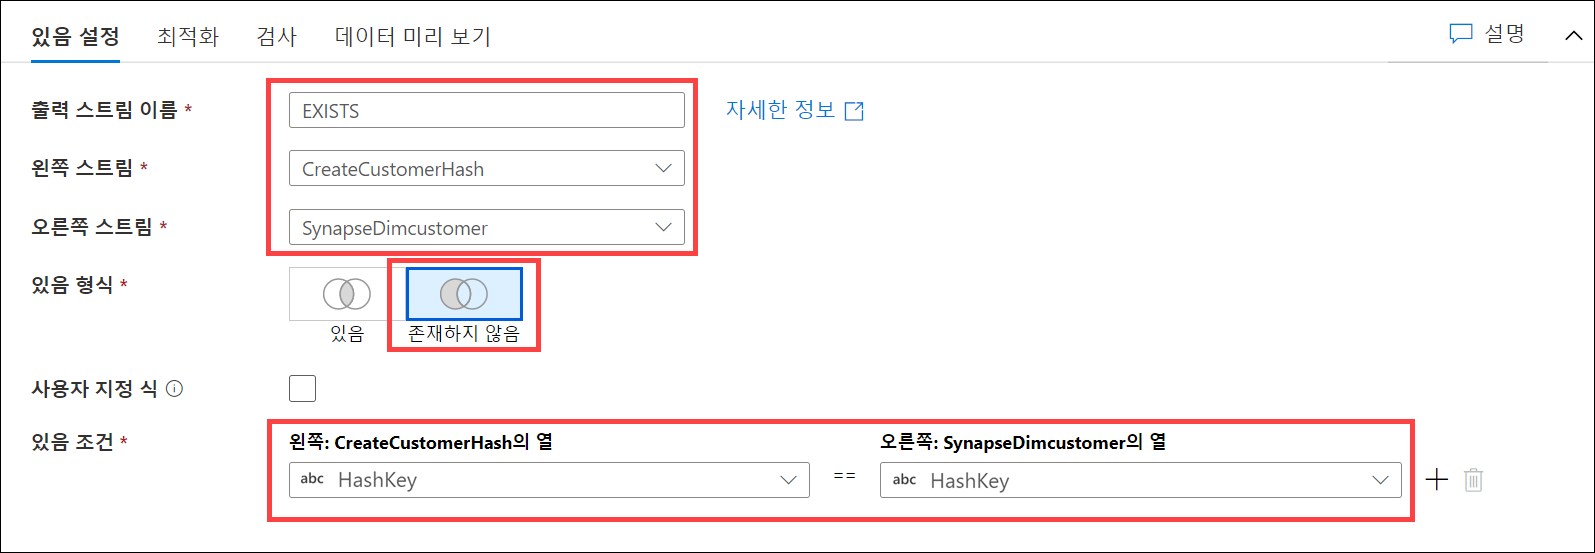 있음 설정 최적화 검사 데이터 미리 보기 설명
출력 스트림 이름 * EXISTS 자세한 정보
왼쪽 스트림 * CreateCustomerHash
오른쪽 스트림 * SynapseDimcustomer
있음 형식 *
있음 존재하지 않음
사용자 지정 식
있음 조건 * 왼쪽: CreateCustomerHash의 열 오른쪽: SynapseDimcustomer의 열
abc HashKey == abc HashKey